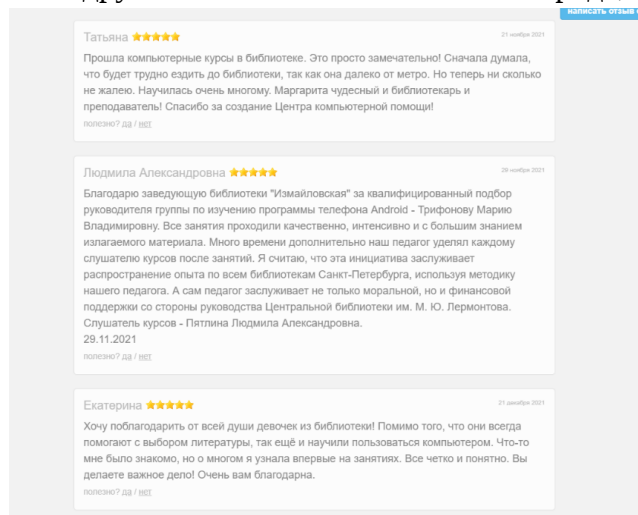 написать отзыв
Татьяна
21 ноября 2021
Прошла компьютерные курсы в библиотеке. Это просто замечательно! Сначала думала,
что будет трудно ездить до библиотеки, так как она далеко от метро. Но теперь ни сколько
не жалею. Научилась очень многому. Маргарита чудесный и библиотекарь и
преподаватель! Спасибо за создание Центра компьютерной помощи!
полезно? да / нет
Людмила Александровна
29 ноября 2021
Благодарю заведующую библиотеки "Измайловская" за квалифицированный подбор
руководителя группы по изучению программы телефона Android - Трифонову Марию
Владимировну. Все занятия проходили качественно, интенсивно и с большим знанием
излагаемого материала. Много времени дополнительно наш педагог уделял каждому
слушателю курсов после занятий. Я считаю, что эта инициатива заслуживает
распространение опыта по всем библиотекам Санкт-Петербурга, используя методику
нашего педагога. А сам педагог заслуживает не только моральной, но и финансовой
поддержки со стороны руководства Центральной библиотеки им. М. Ю. Лермонтова.
Слушатель курсов - Пятлина Людмила Александровна.
29.11.2021
полезно? да / нет
Екатерина
21 декабря 2021
Хочу поблагодарить от всей души девочек из библиотеки! Помимо того, что они всегда
помогают с выбором литературы, так ещё и научили пользоваться компьютером. Что-то
мне было знакомо, но о многом я узнала впервые на занятиях. Все четко и понятно. Вы
делаете важное дело! Очень вам благодарна.
полезно? да / нет